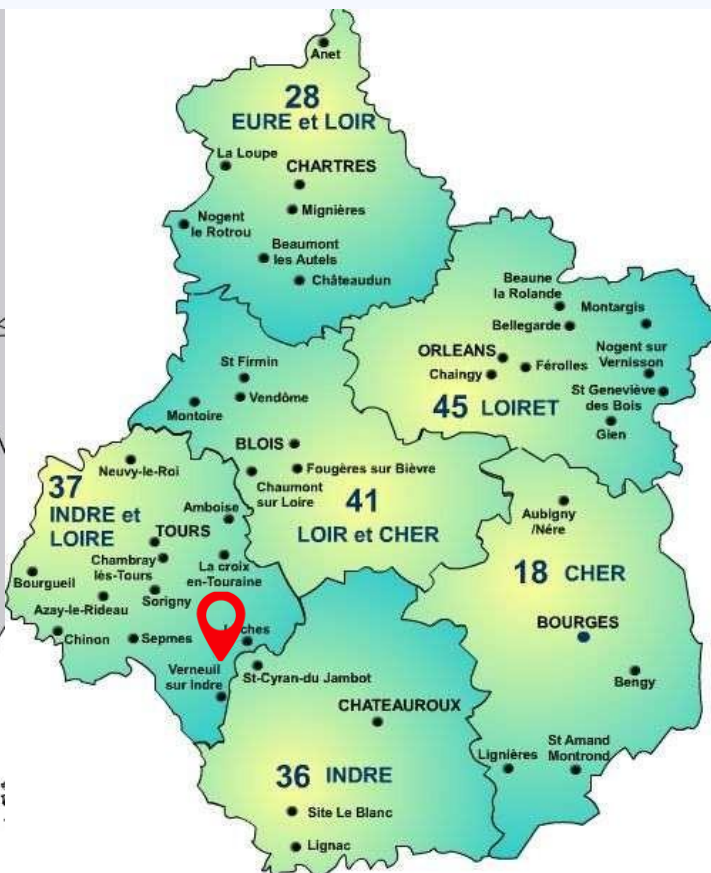 Anet
28
EURE et LOIR
La Loupe
CHARTRES
Mignières
Nogent
le Rotrou
Beaumont
les Autels
Châteaudun
Beaune
la Rolande
Montargis
Bellegarde
ORLEANS
Nogent sur
Vernisson
Chaingy
Férolles
St Geneviève
des Bois
45 LOIRET
Gien
St Firmin
Vendôme
Montoire
BLOIS
Fougères sur Bièvre
Chaumont
sur Loire
41
LOIR et CHER
Neuvy-le-Roi
37
INDRE et
LOIRE
Amboise
TOURS
Chambray
lés-Tours
La croix
en-Touraine
Bourgueil
Azay-le-Rideau
Sorigny
Chinon
Sepmes
Verneuil
sur Indre
St-Cyran-du Jambot
Aubigny
/Nére
18 CHER
BOURGES
Bengy
CHATEAUROUX
St Amand
Montrond
Lignières
36 INDRE
Site Le Blanc
Lignac